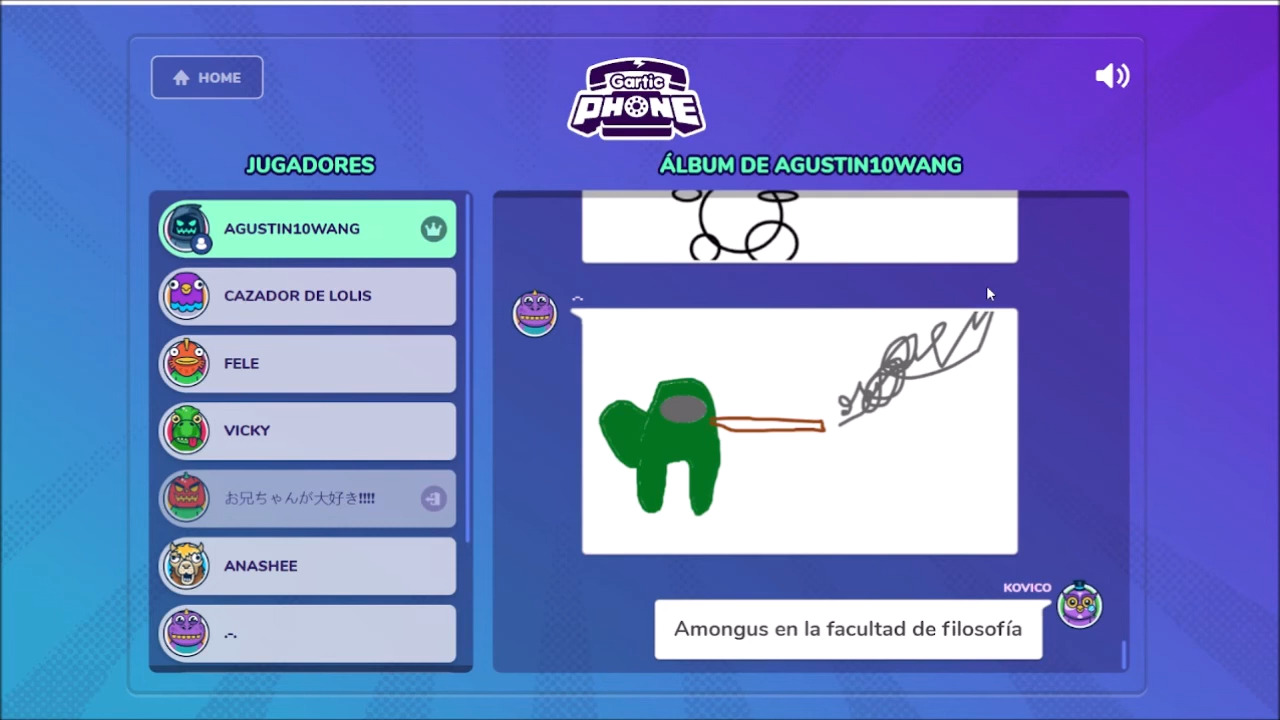 HOME
Gartic
PHONE
JUGADORES
AGUSTIN10WANG
CAZADOR DE LOLIS
FELE
VICKY
お兄ちゃんが大好き!!!!
ANASHEE
.-.
ÁLBUM DE AGUSTIN10WANG
.-.
KOVICO
Amongus en la facultad de filosofía